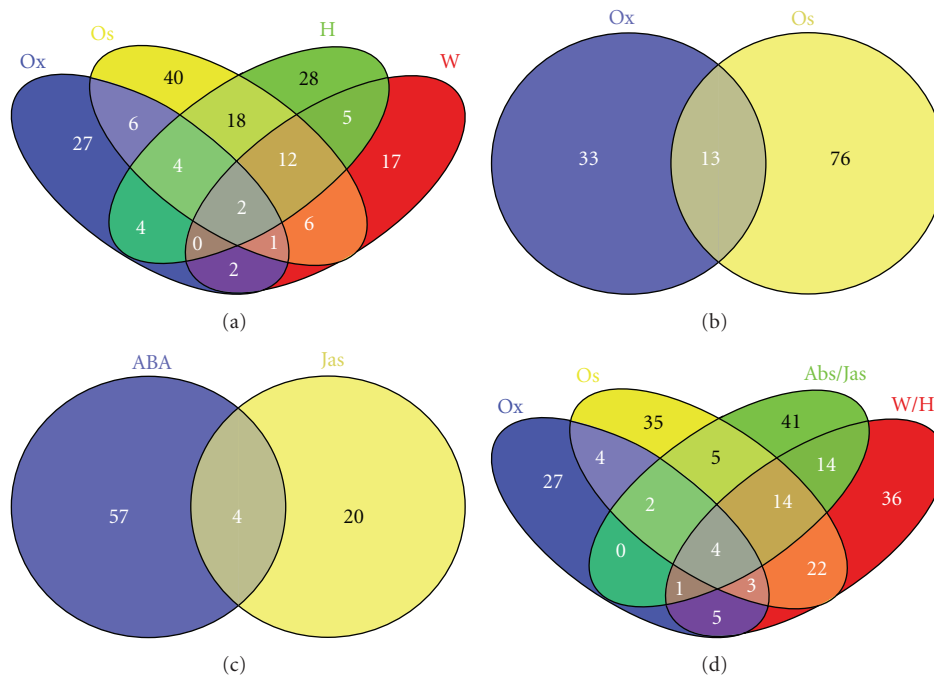 Ox Os H W
27 6 40 18 28 5 17
4 12
4 2 6
0 1
2
(a)
Ox Os
33 13 76
(b)
ABA Jas
57 4 20
(c)
Ox Os Abs/Jas W/H
27 4 35 5 41 14 36
2 14
0 4 22
1 3
5
(d)